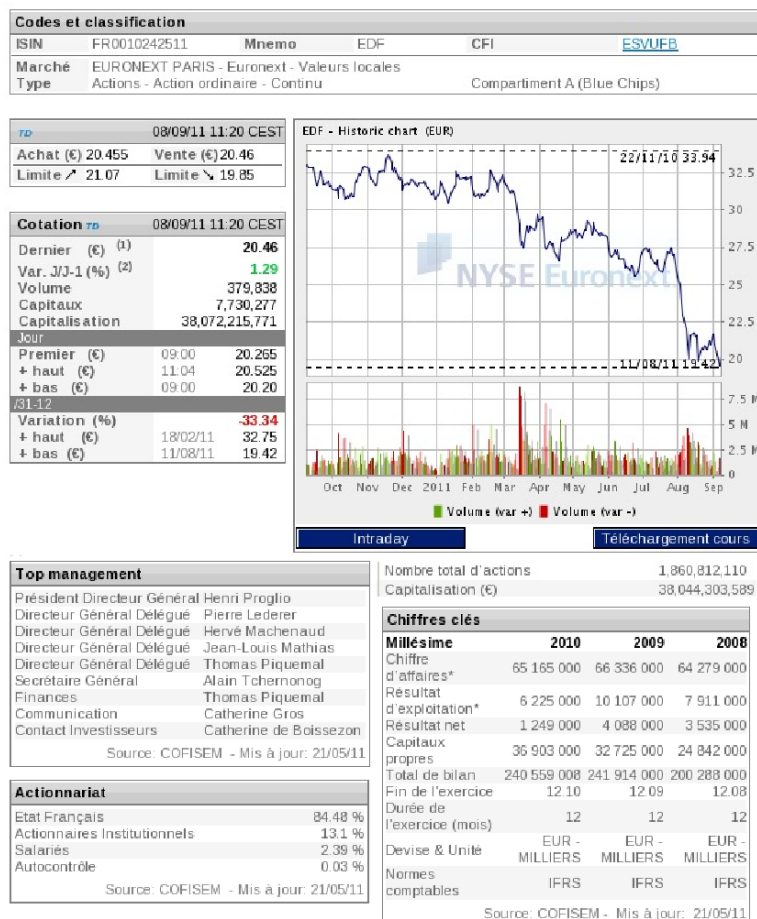 Codes et classification
ISIN FR0010242511 Mnemo EDF CFI ESVUFB
Marché EURONEXT PARIS - Euronext - Valeurs locales
Type Actions - Action ordinaire - Continu Compartiment A (Blue Chips)
TD 08/09/11 11:20 CEST
Achat (€) 20.455 Vente (€) 20.46
Limite ↗ 21.07 Limite ↘ 19.85
Cotation TD 08/09/11 11:20 CEST
Dernier (€) (1) 20.46
Var. J/J-1 (%) (2) 1.29
Volume 379,838
Capitaux 7,730,277
Capitalisation 38,072,215,771
Jour
Premier (€) 09:00 20.265
+ haut (€) 11:04 20.525
+ bas (€) 09:00 20.20
/31-12
Variation (%) -33.34
+ haut (€) 18/02/11 32.75
+ bas (€) 11/08/11 19.42
EDF - Historic chart (EUR)
22/11/10 33.94
32.5
30
27.5
NYSE Euronext
25
22.5
20
11/08/11 19.42
7.5 M
5 M
2.5 M
0
Oct Nov Dec 2011 Feb Mar Apr May Jun Jul Aug Sep
Volume (var +) Volume (var -)
Intraday Téléchargement cours
Top management
Président Directeur Général Henri Proglio
Directeur Général Délégué Pierre Lederer
Directeur Général Délégué Hervé Machenaud
Directeur Général Délégué Jean-Louis Mathias
Directeur Général Délégué Thomas Piquemal
Secrétaire Général Alain Tchernonog
Finances Thomas Piquemal
Communication Catherine Gros
Contact Investisseurs Catherine de Boissezon
Source: COFISEM - Mis à jour: 21/05/11
Actionnariat
Etat Français 84.48 %
Actionnaires Institutionnels 13.1 %
Salariés 2.39 %
Autocontrôle 0.03 %
Source: COFISEM - Mis à jour: 21/05/11
Nombre total d'actions 1,860,812,110
Capitalisation (€) 38,044,303,589
Chiffres clés
Millésime 2010 2009 2008
Chiffre
d'affaires* 65 165 000 66 336 000 64 279 000
Résultat
d'exploitation* 6 225 000 10 107 000 7 911 000
Résultat net 1 249 000 4 088 000 3 535 000
Capitaux
propres 36 903 000 32 725 000 24 842 000
Total de bilan 240 559 008 241 914 000 200 288 000
Fin de l'exercice 12.10 12.09 12.08
Durée de
l'exercice (mois) 12 12 12
Devise & Unité EUR - MILLIERS EUR - MILLIERS EUR - MILLIERS
Normes
comptables IFRS IFRS IFRS
Source: COFISEM - Mis à jour: 21/05/11